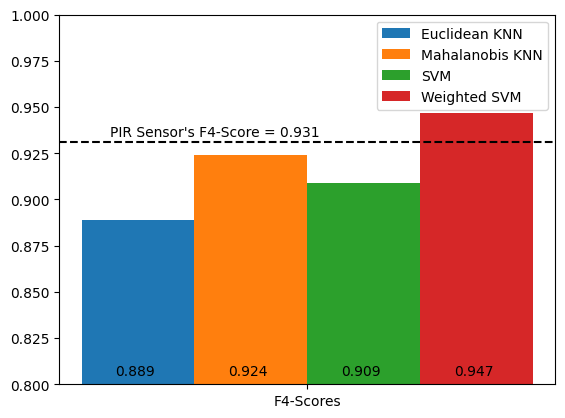 1.000
0.975
0.950
0.925
0.900
0.875
0.850
0.825
0.800
Euclidean KNN
Mahalanobis KNN
SVM
Weighted SVM
PIR Sensor's F4-Score = 0.931
0.889
0.924
0.909
0.947
F4-Scores